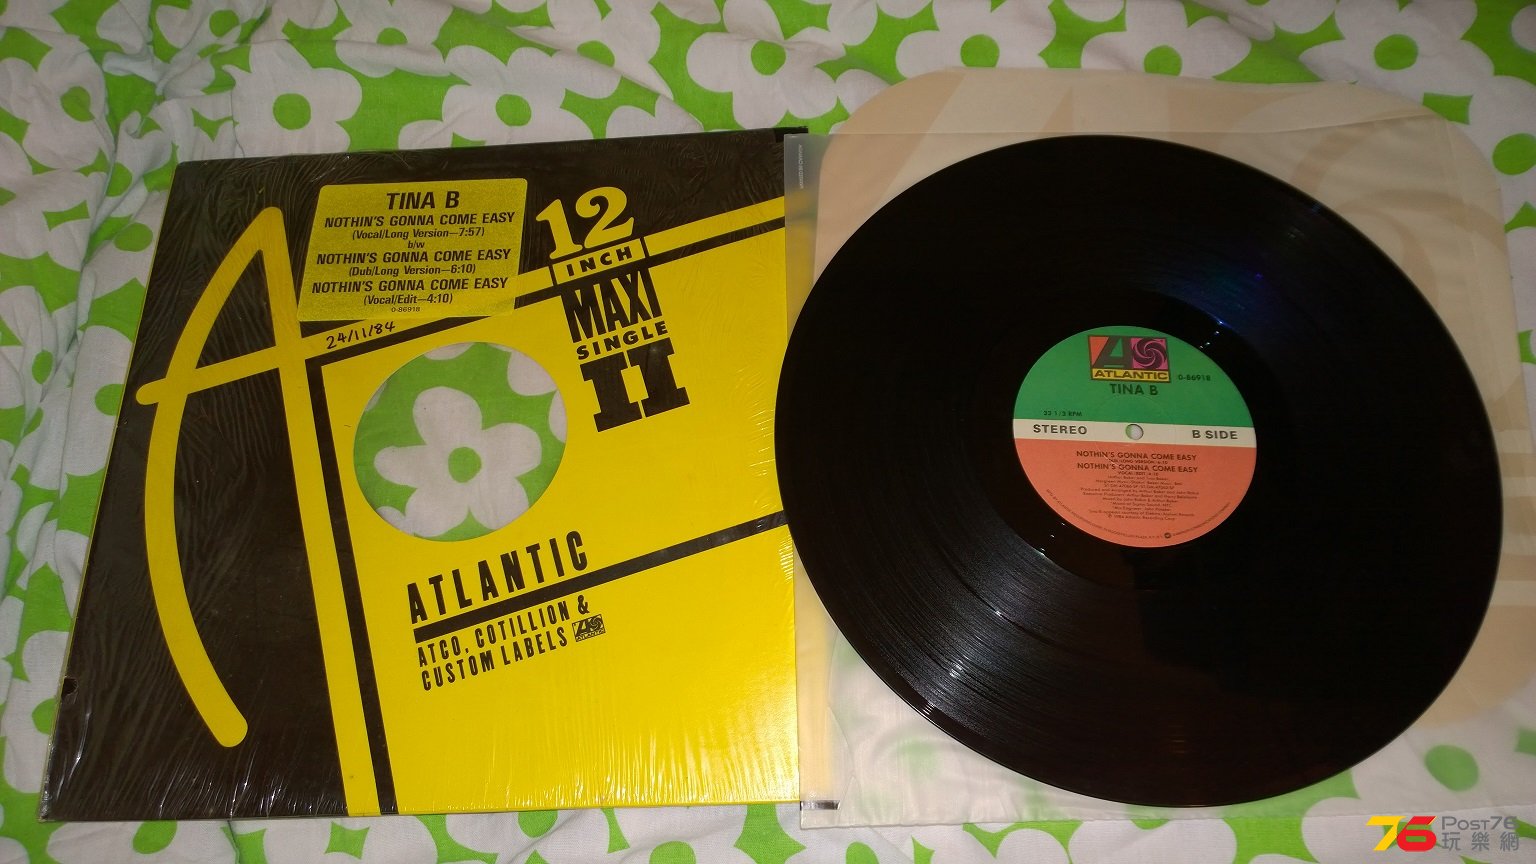 TINA B
NOTHIN'S GONNA COME EASY
(Vocal/Long Version—7:57)
b/w
NOTHIN'S GONNA COME EASY
(Dub/Long Version—6:10)
NOTHIN'S GONNA COME EASY
(Vocal/Edit—4:10)
0-86918
24/11/84
12
INCH
MAXI
SINGLE
II
ATLANTIC
ATCO, COTILLION &
CUSTOM LABELS
ATLANTIC
ATLANTIC
0-86918
TINA B
33 1/3 RPM
STEREO
B SIDE
NOTHIN'S GONNA COME EASY
NOTHIN'S GONNA COME EASY
Post76
玩樂網